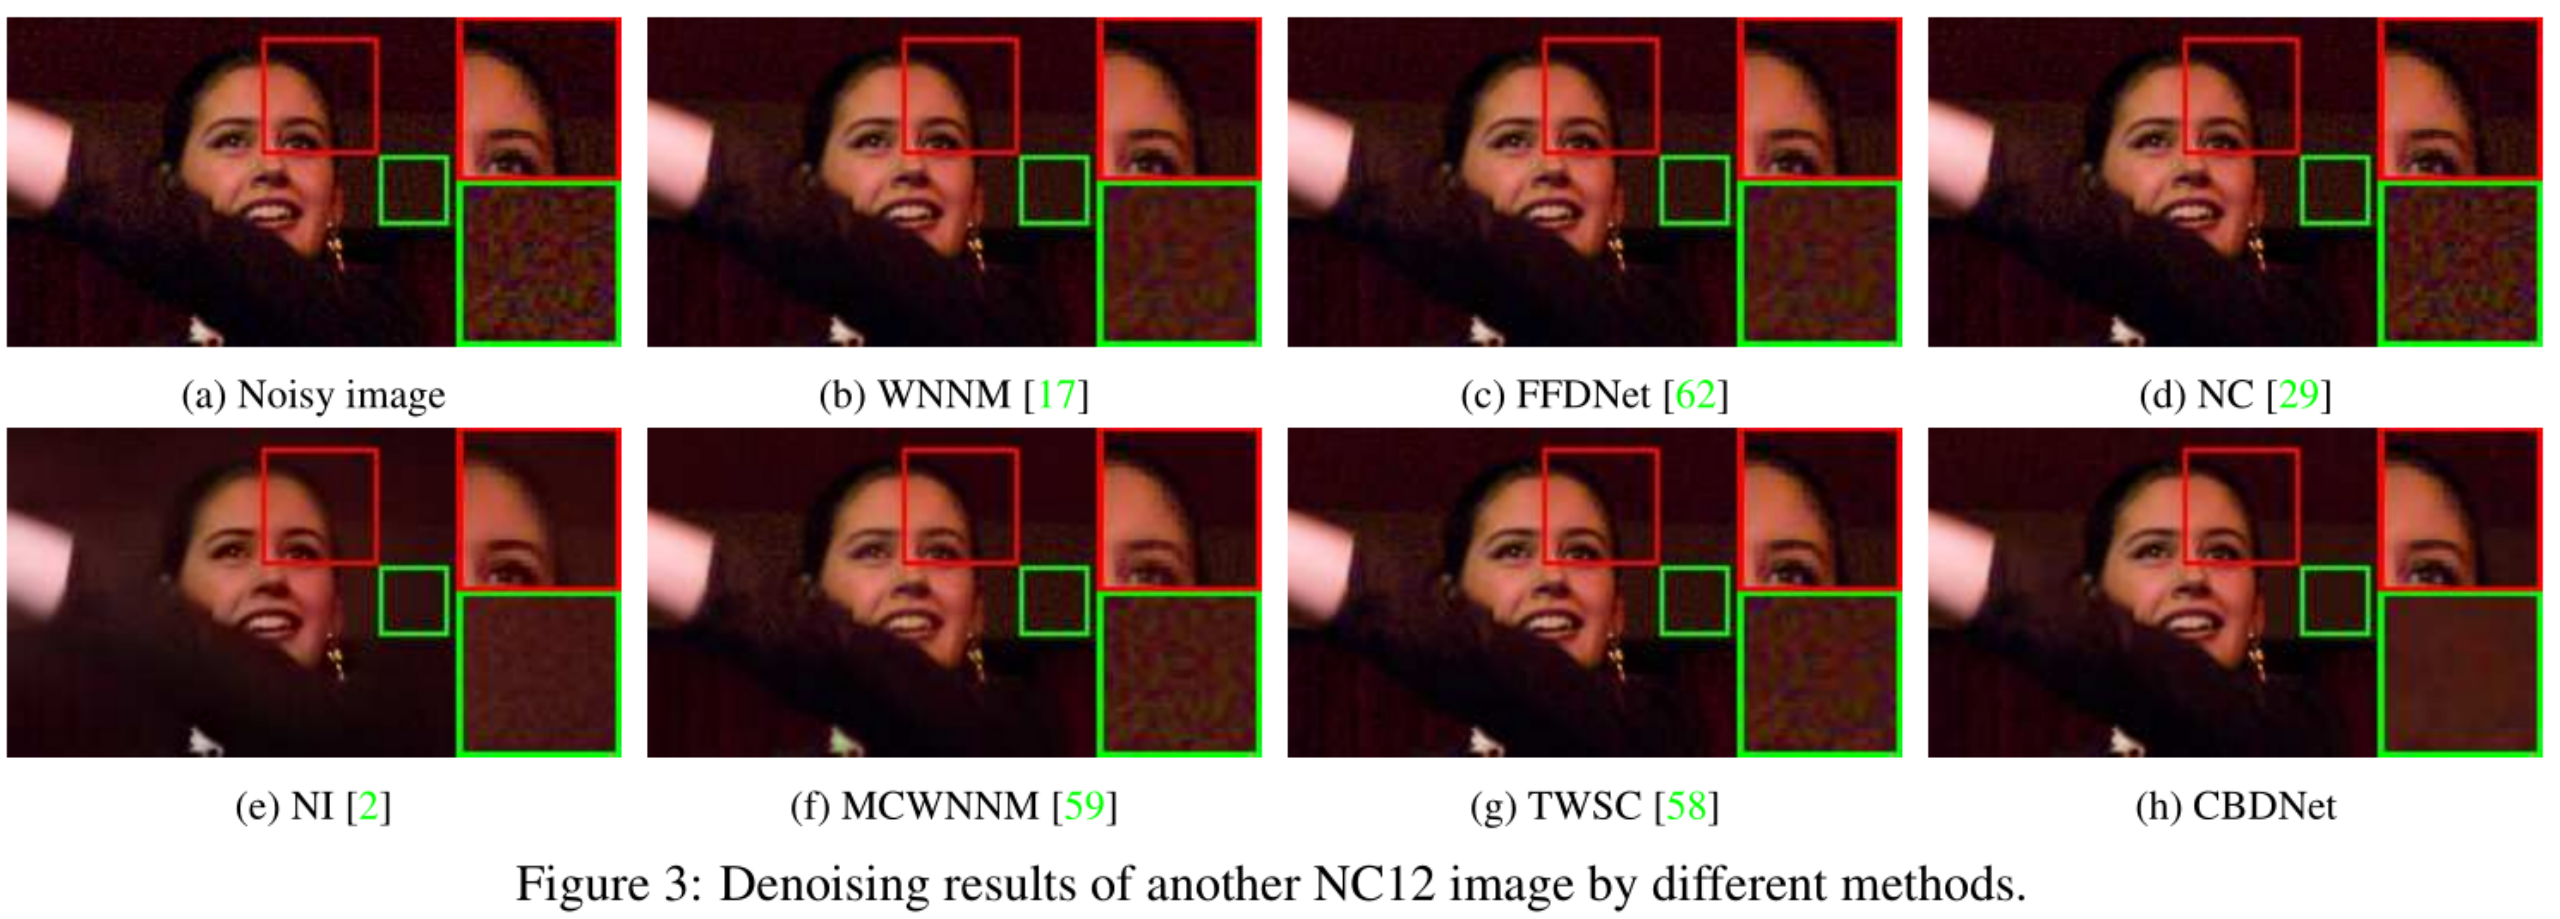 (a) Noisy image
(b) WNNM [17]
(c) FFDNet [62]
(d) NC [29]
(e) NI [2]
(f) MCWNNM [59]
(g) TWSC [58]
(h) CBDNet
Figure 3: Denoising results of another NC12 image by different methods.